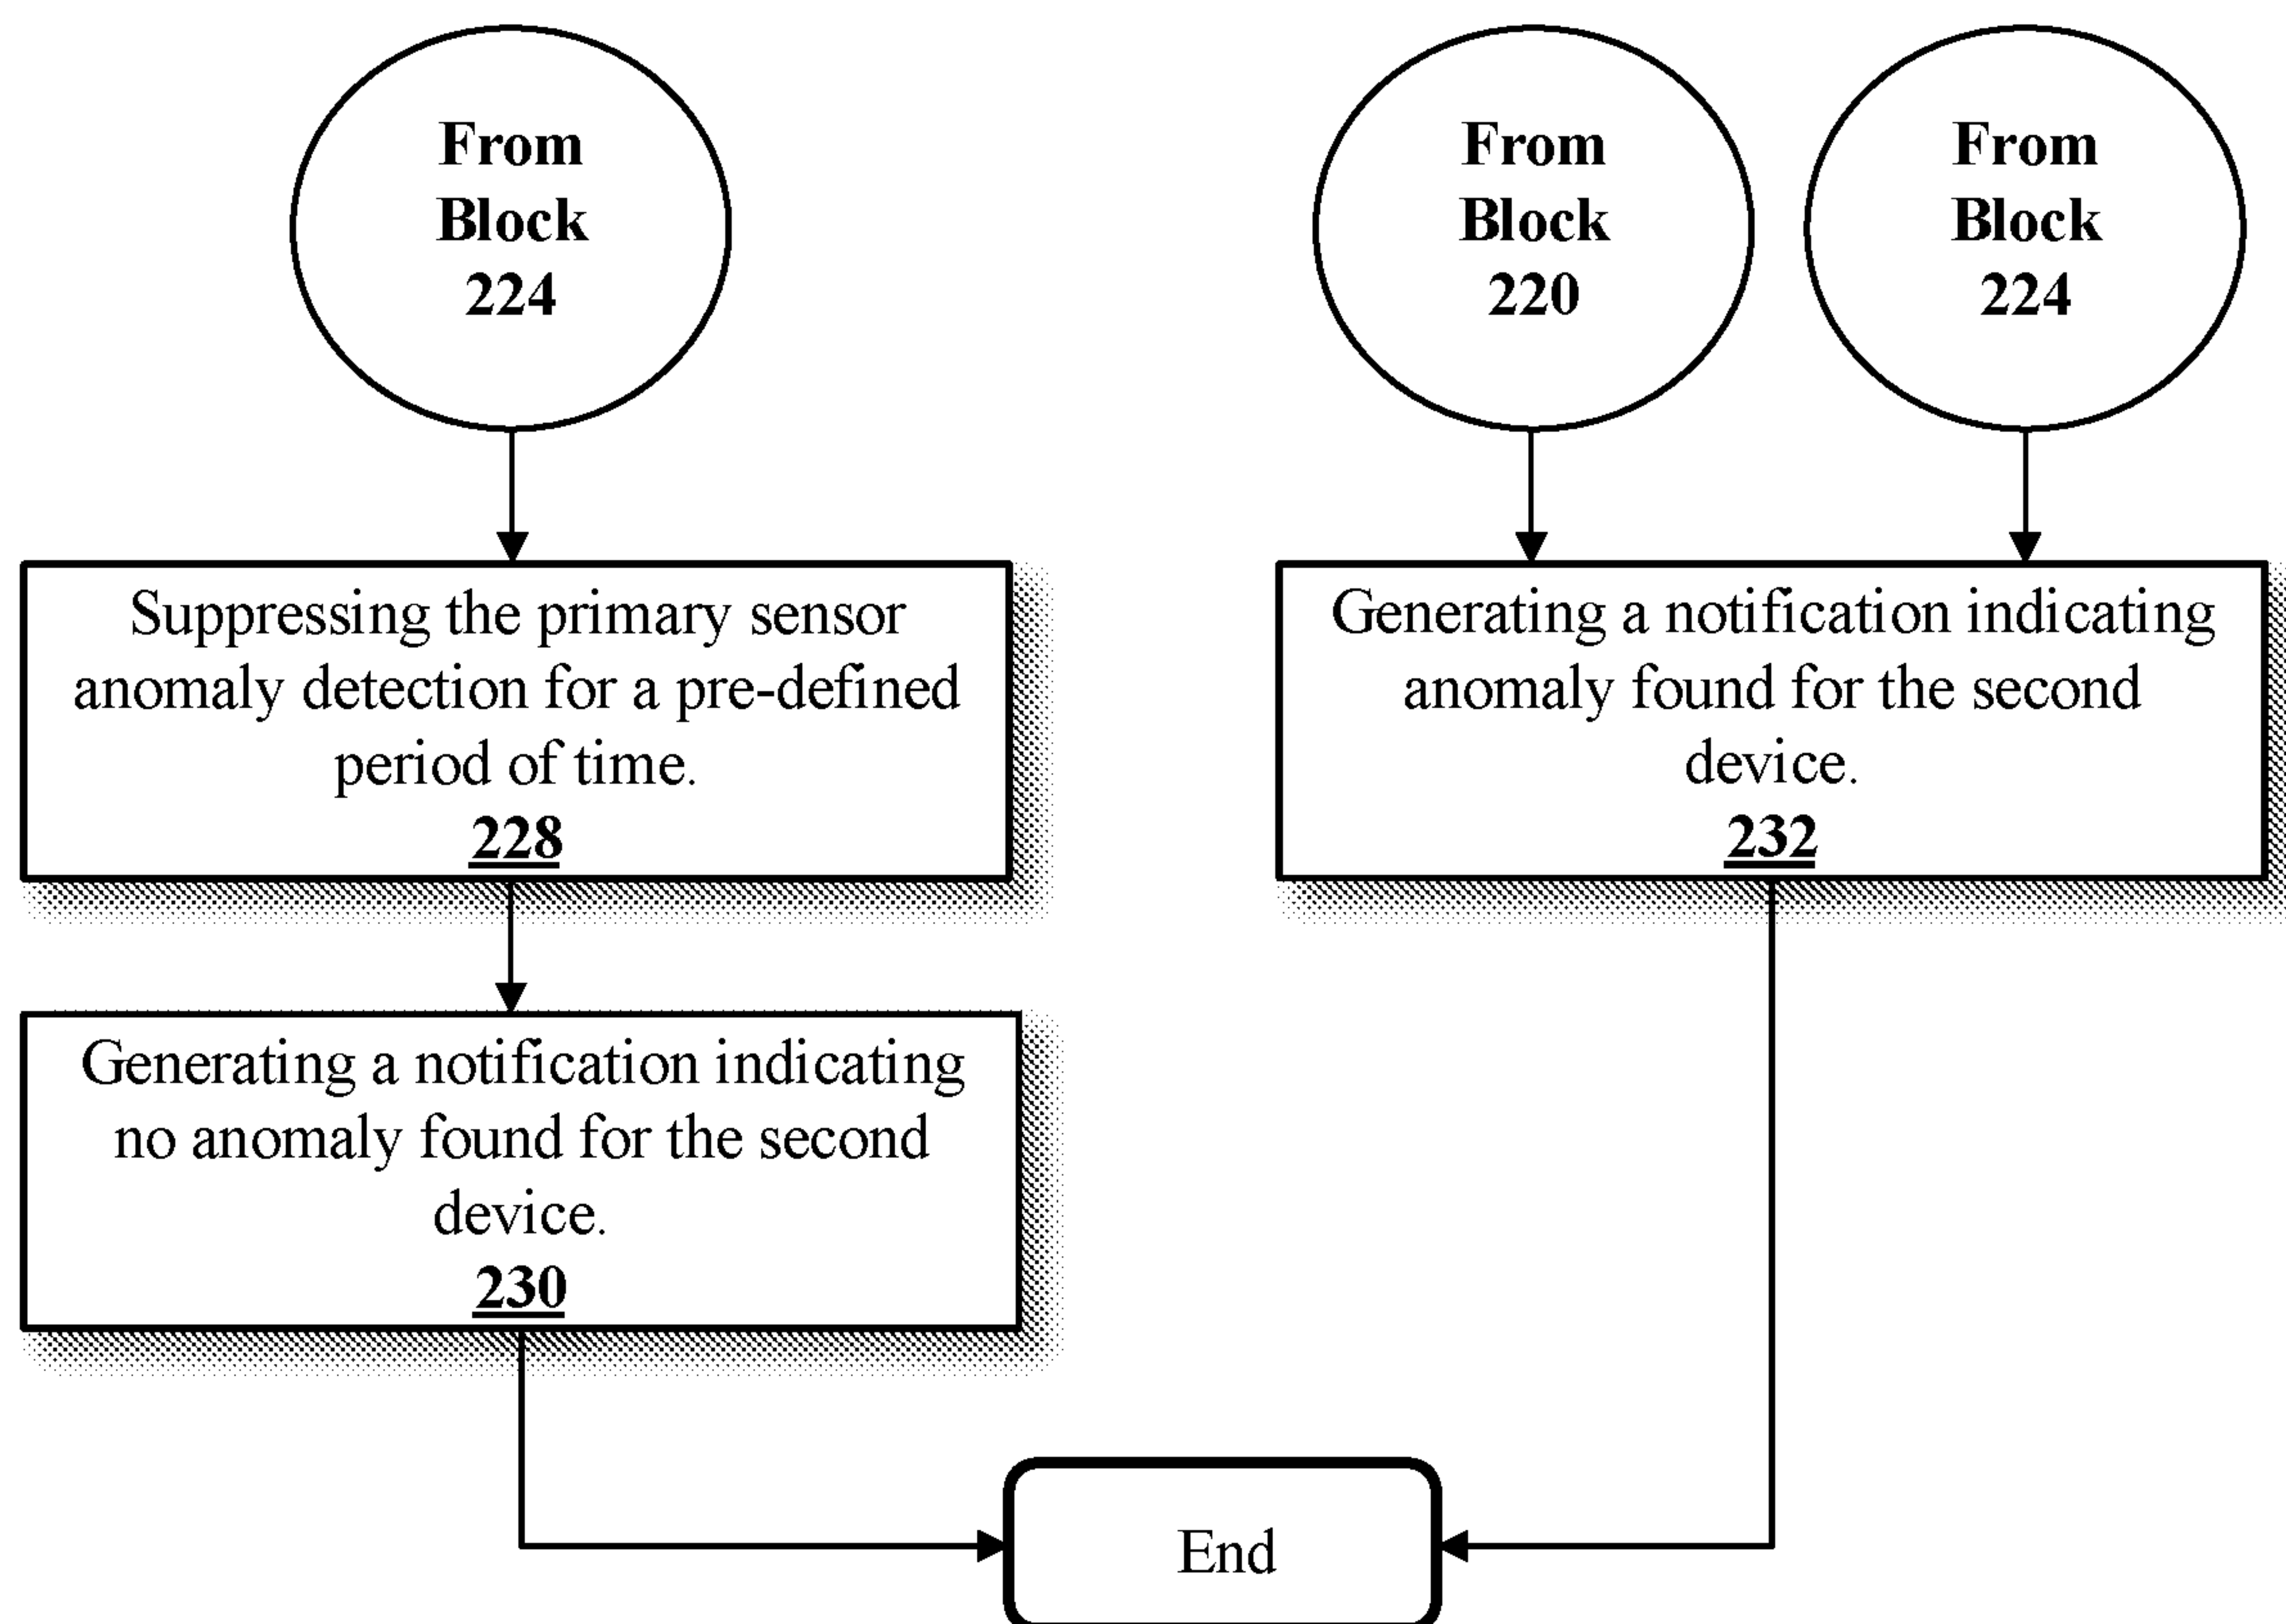 From
Block
224
From
Block
220
From
Block
224
Suppressing the primary sensor
anomaly detection for a pre-defined
period of time.
228
Generating a notification indicating
anomaly found for the second
device.
232
Generating a notification indicating
no anomaly found for the second
device.
230
End